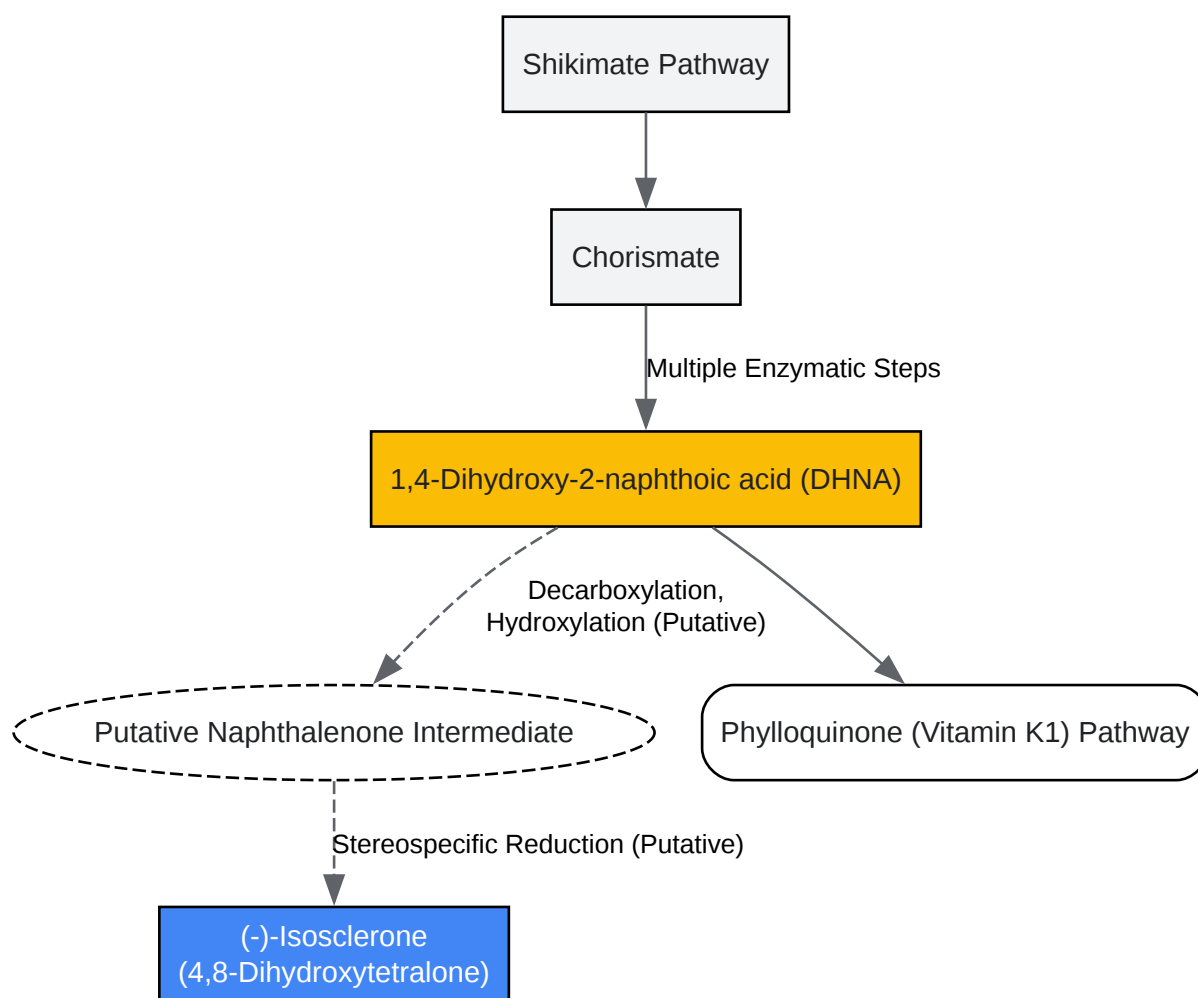 Shikimate Pathway
Chorismate
Multiple Enzymatic Steps
1,4-Dihydroxy-2-naphthoic acid (DHNA)
Decarboxylation,
Hydroxylation (Putative)
Putative Naphthalenone Intermediate
Phylloquinone (Vitamin K1) Pathway
Stereospecific Reduction (Putative)
(-)-Isosclerone
(4,8-Dihydroxytetralone)